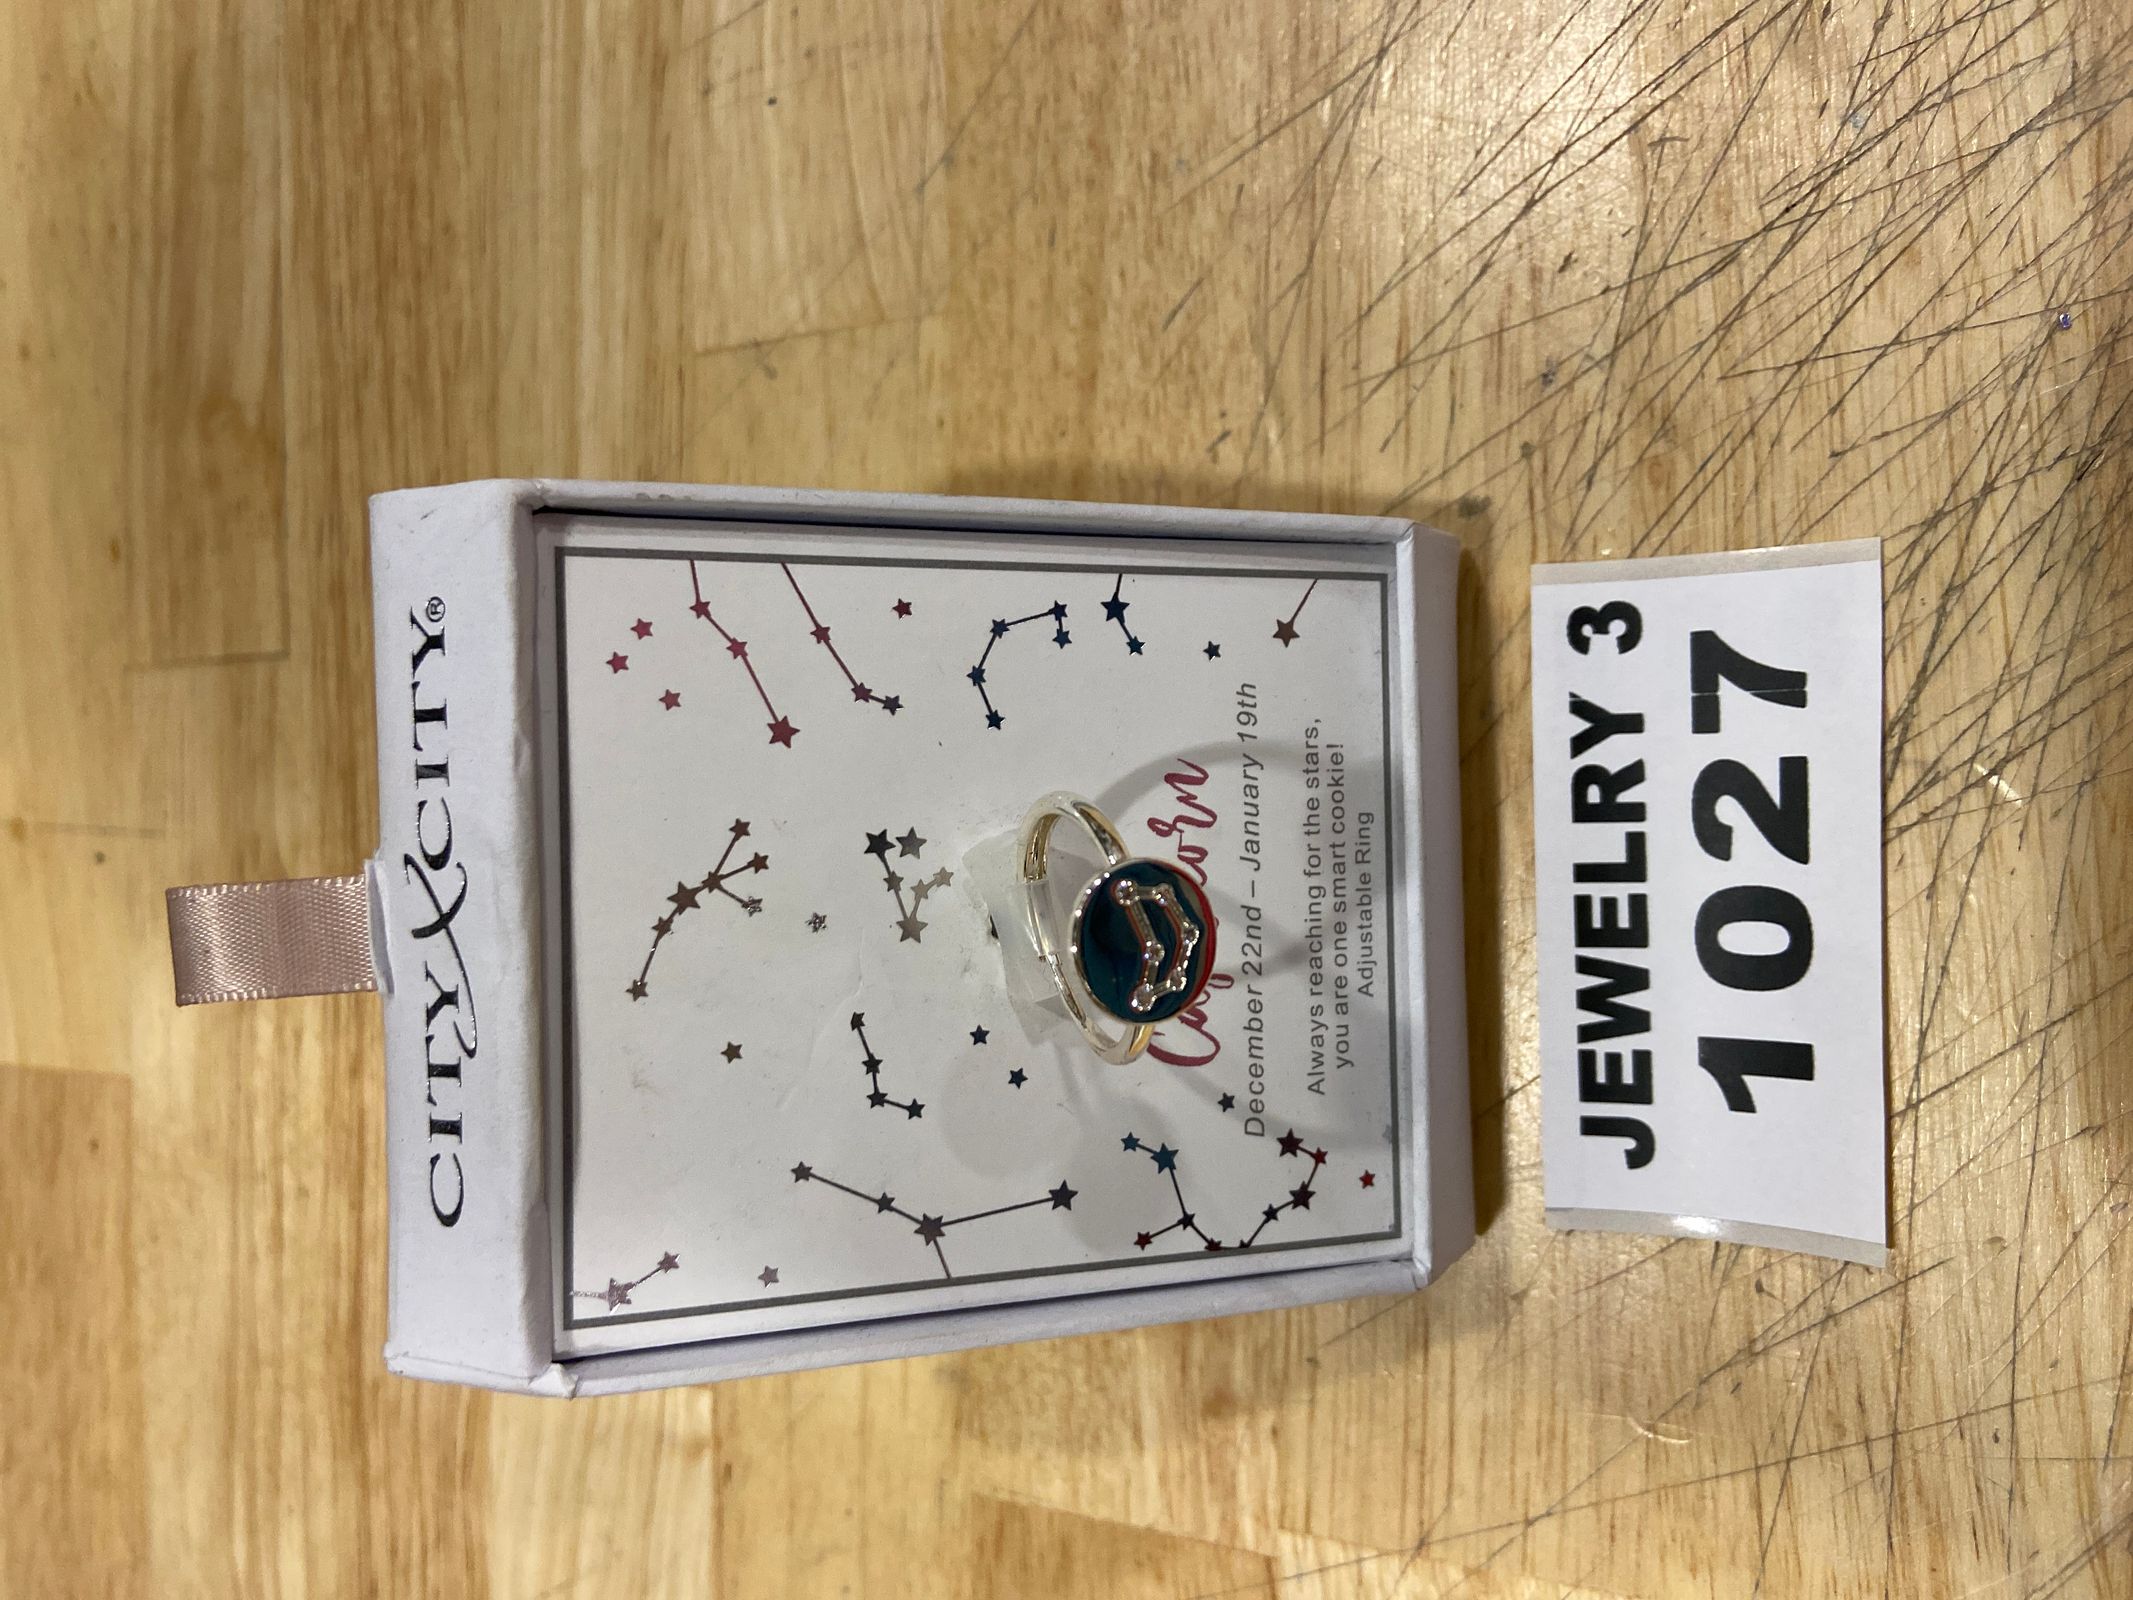 CITY X CITY®
December 22nd – January 19th
Always reaching for the stars,
you are one smart cookie!
Adjustable Ring
JEWELRY 3
1027